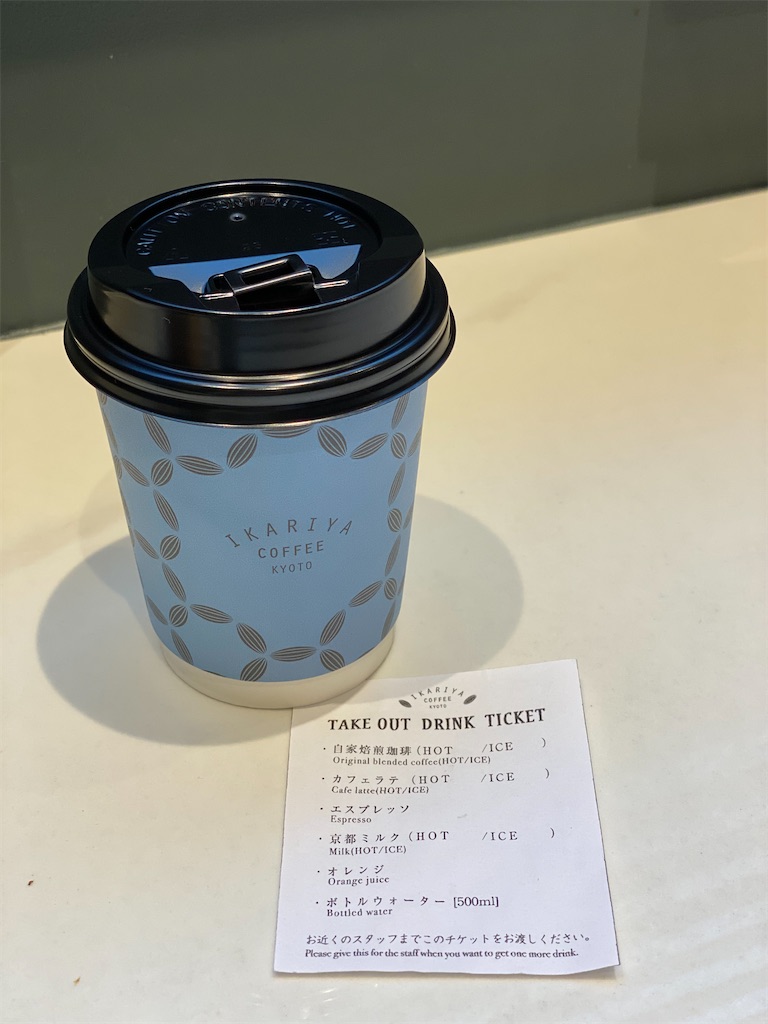 CAUTION CONTENTS HOT
IKARIYA
COFFEE
KYOTO
IKARIYA
COFFEE
KYOTO
TAKE OUT DRINK TICKET
・自家焙煎珈琲(HOT /ICE )
Original blended coffee(HOT/ICE)
・カフェラテ (HOT /ICE )
Cafe latte(HOT/ICE)
・エスプレッソ
Espresso
・京都ミルク(HOT /ICE )
Milk(HOT/ICE)
・オレンジ
Orange juice
・ボトルウォーター [500ml]
Bottled water
お近くのスタッフまでこのチケットをお渡しください。
Please give this for the staff when you want to get one more drink.